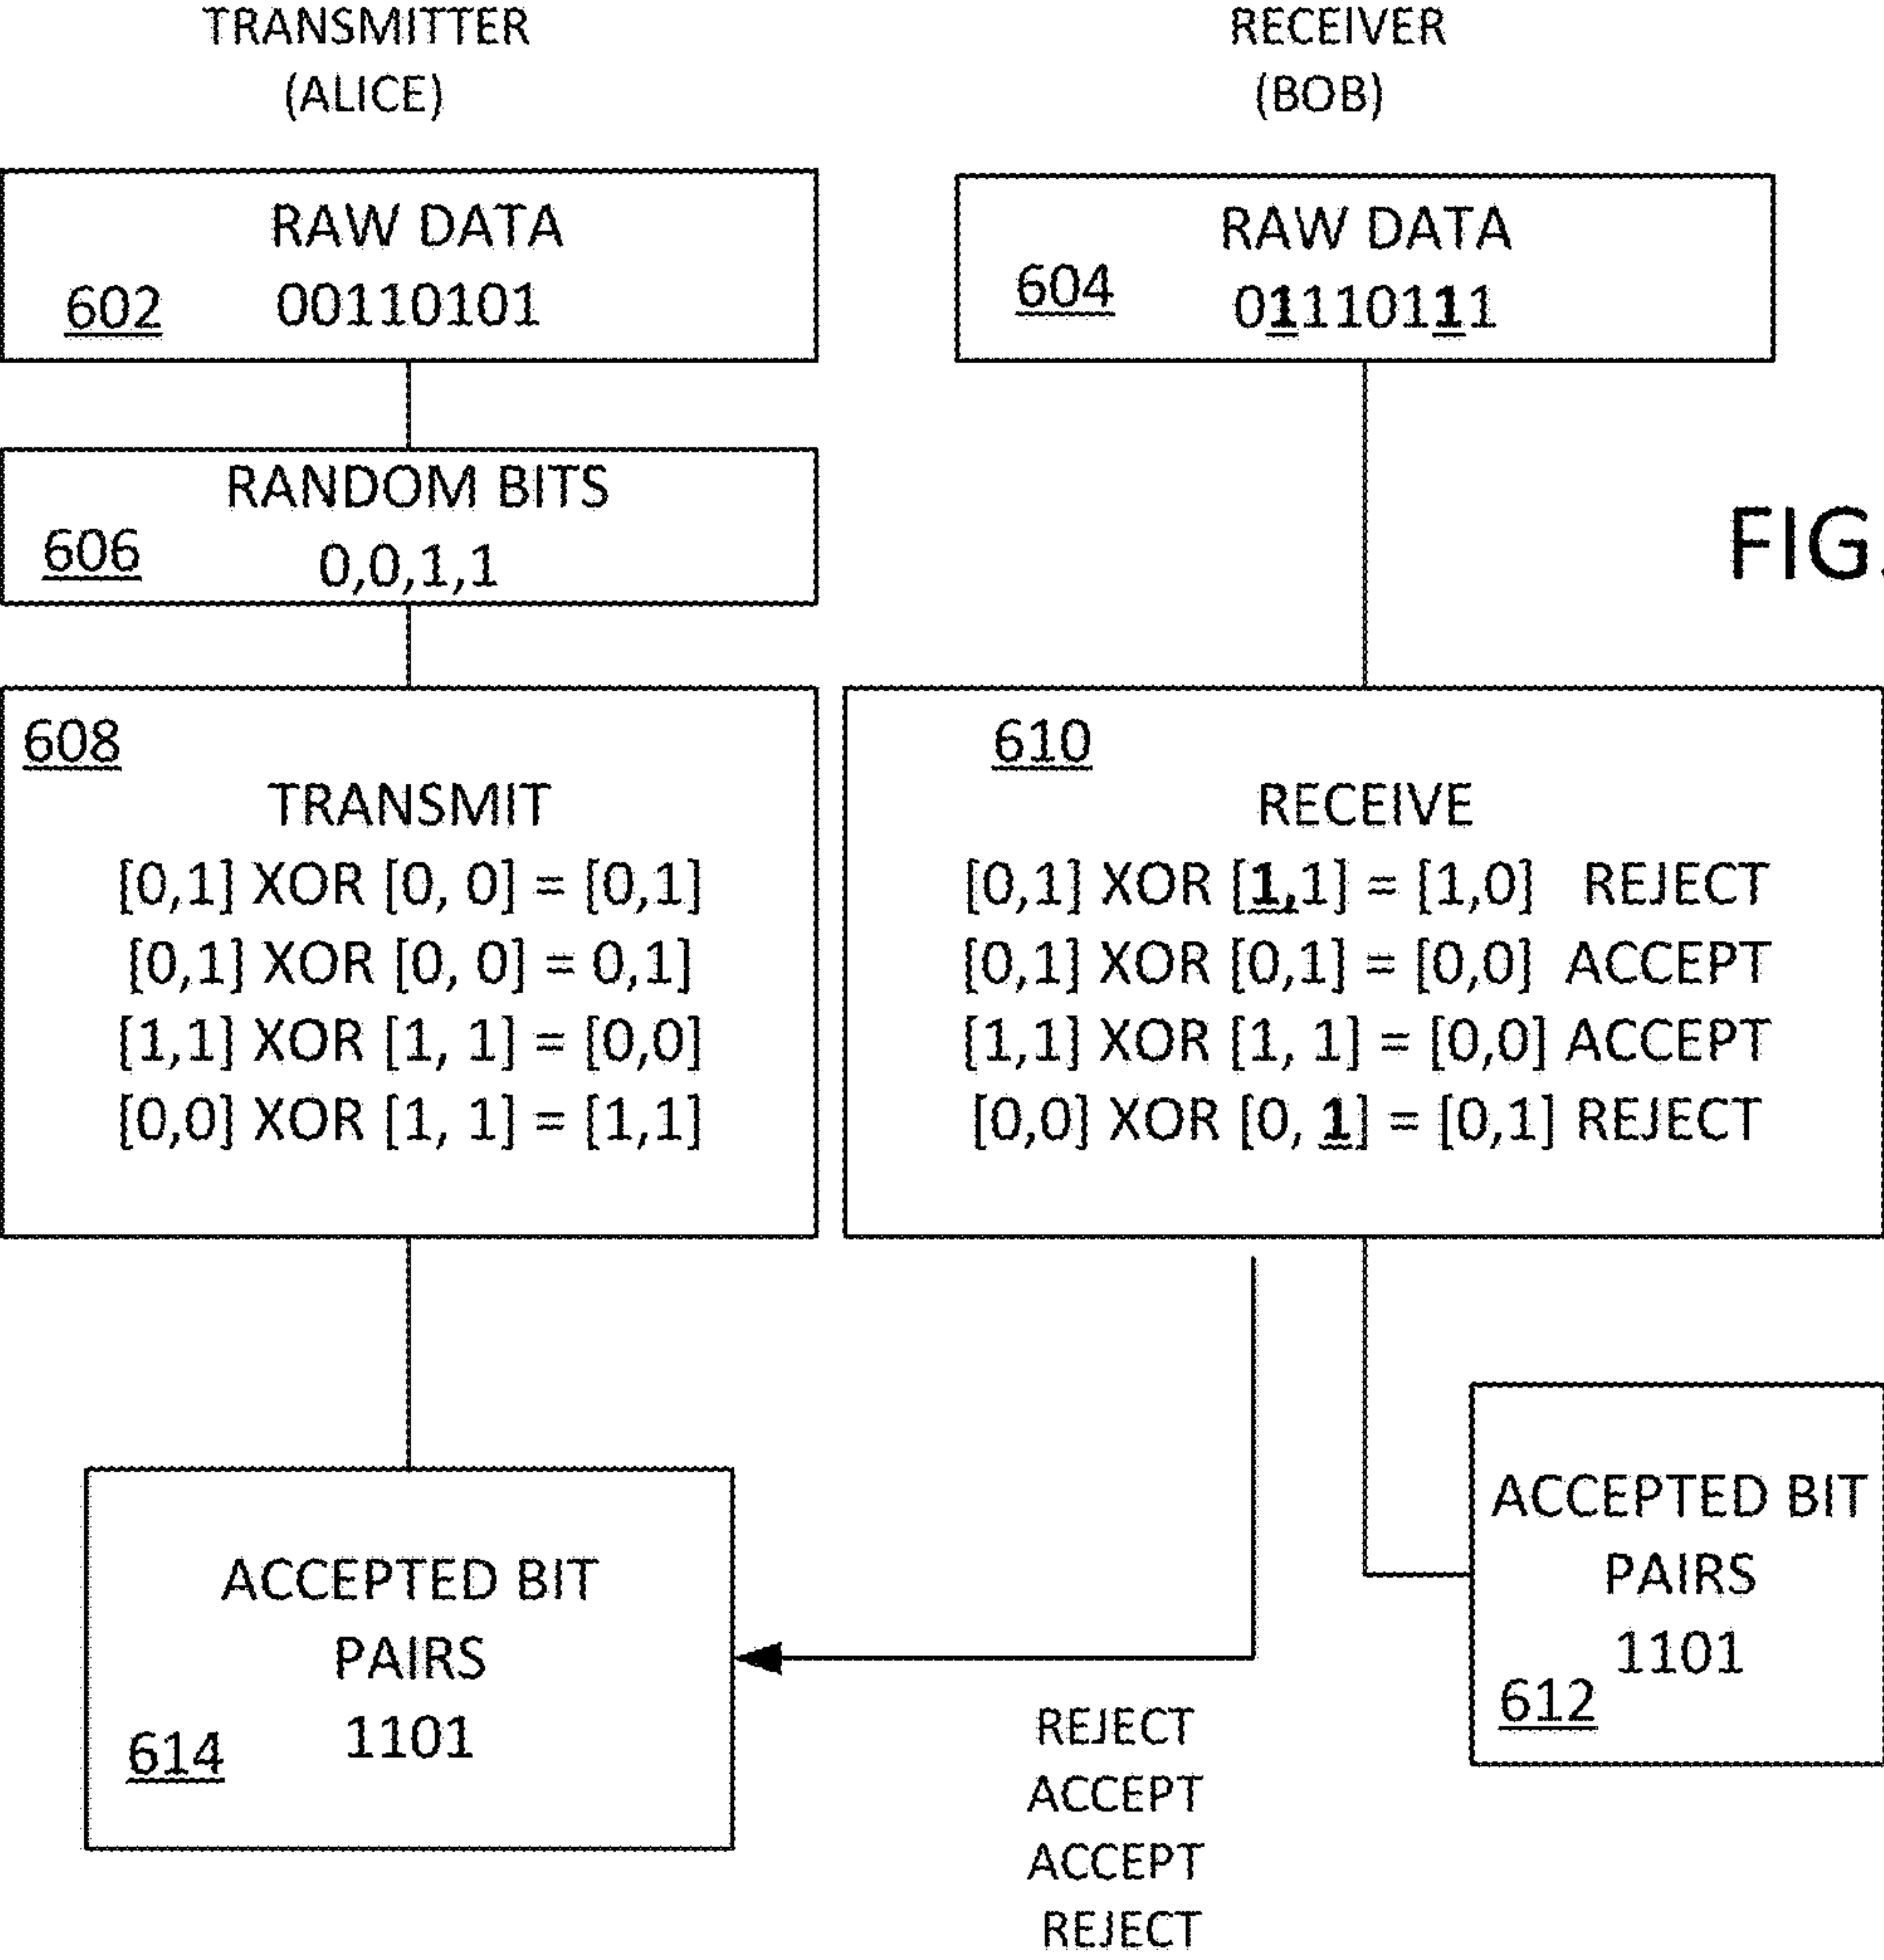 TRANSMITTER
(ALICE)
RECEIVER
(BOB)
RAW DATA
602 00110101
RAW DATA
604 01110111
RANDOM BITS
606 0,0,1,1
FIG.
608
TRANSMIT
[0,1] XOR [0, 0] = [0,1]
[0,1] XOR [0, 0] = 0,1]
[1,1] XOR [1, 1] = [0,0]
[0,0] XOR [1, 1] = [1,1]
610
RECEIVE
[0,1] XOR [1,1] = [1,0] REJECT
[0,1] XOR [0,1] = [0,0] ACCEPT
[1,1] XOR [1, 1] = [0,0] ACCEPT
[0,0] XOR [0, 1] = [0,1] REJECT
ACCEPTED BIT
PAIRS
1101
614
ACCEPTED BIT
PAIRS
1101
612
REJECT
ACCEPT
ACCEPT
REJECT